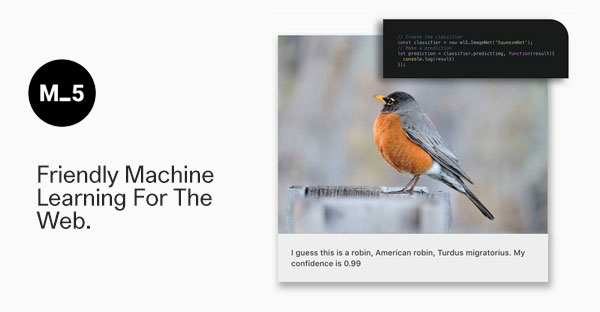 M_5
Friendly Machine
Learning For The
Web.
// Create the classifier
const classifier = new ml5.ImageNet("SqueezeNet");
// Make a prediction
let prediction = classifier.predict(img, function(result){
console.log(result)
});
I guess this is a robin, American robin, Turdus migratorius. My
confidence is 0.99